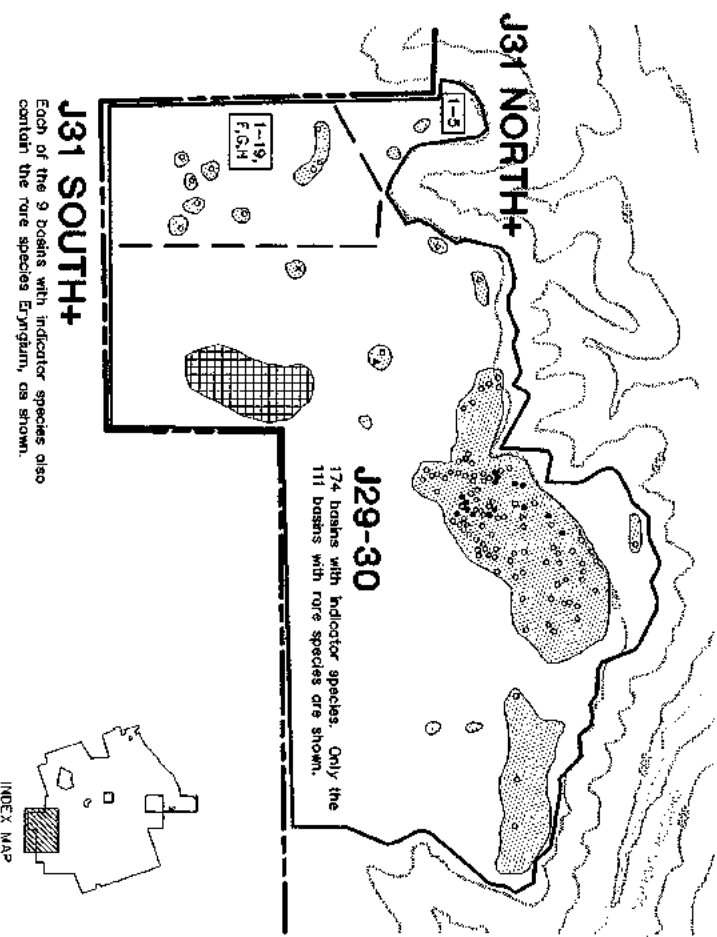 J31 NORTH+
1-5
1-19,
F,G,H
J31 SOUTH+
Each of the 9 basins with indicator species also
contain the rare species Eryngium, as shown.
J29-30
174 basins with indicator species. Only the
111 basins with rare species are shown.
INDEX MAP